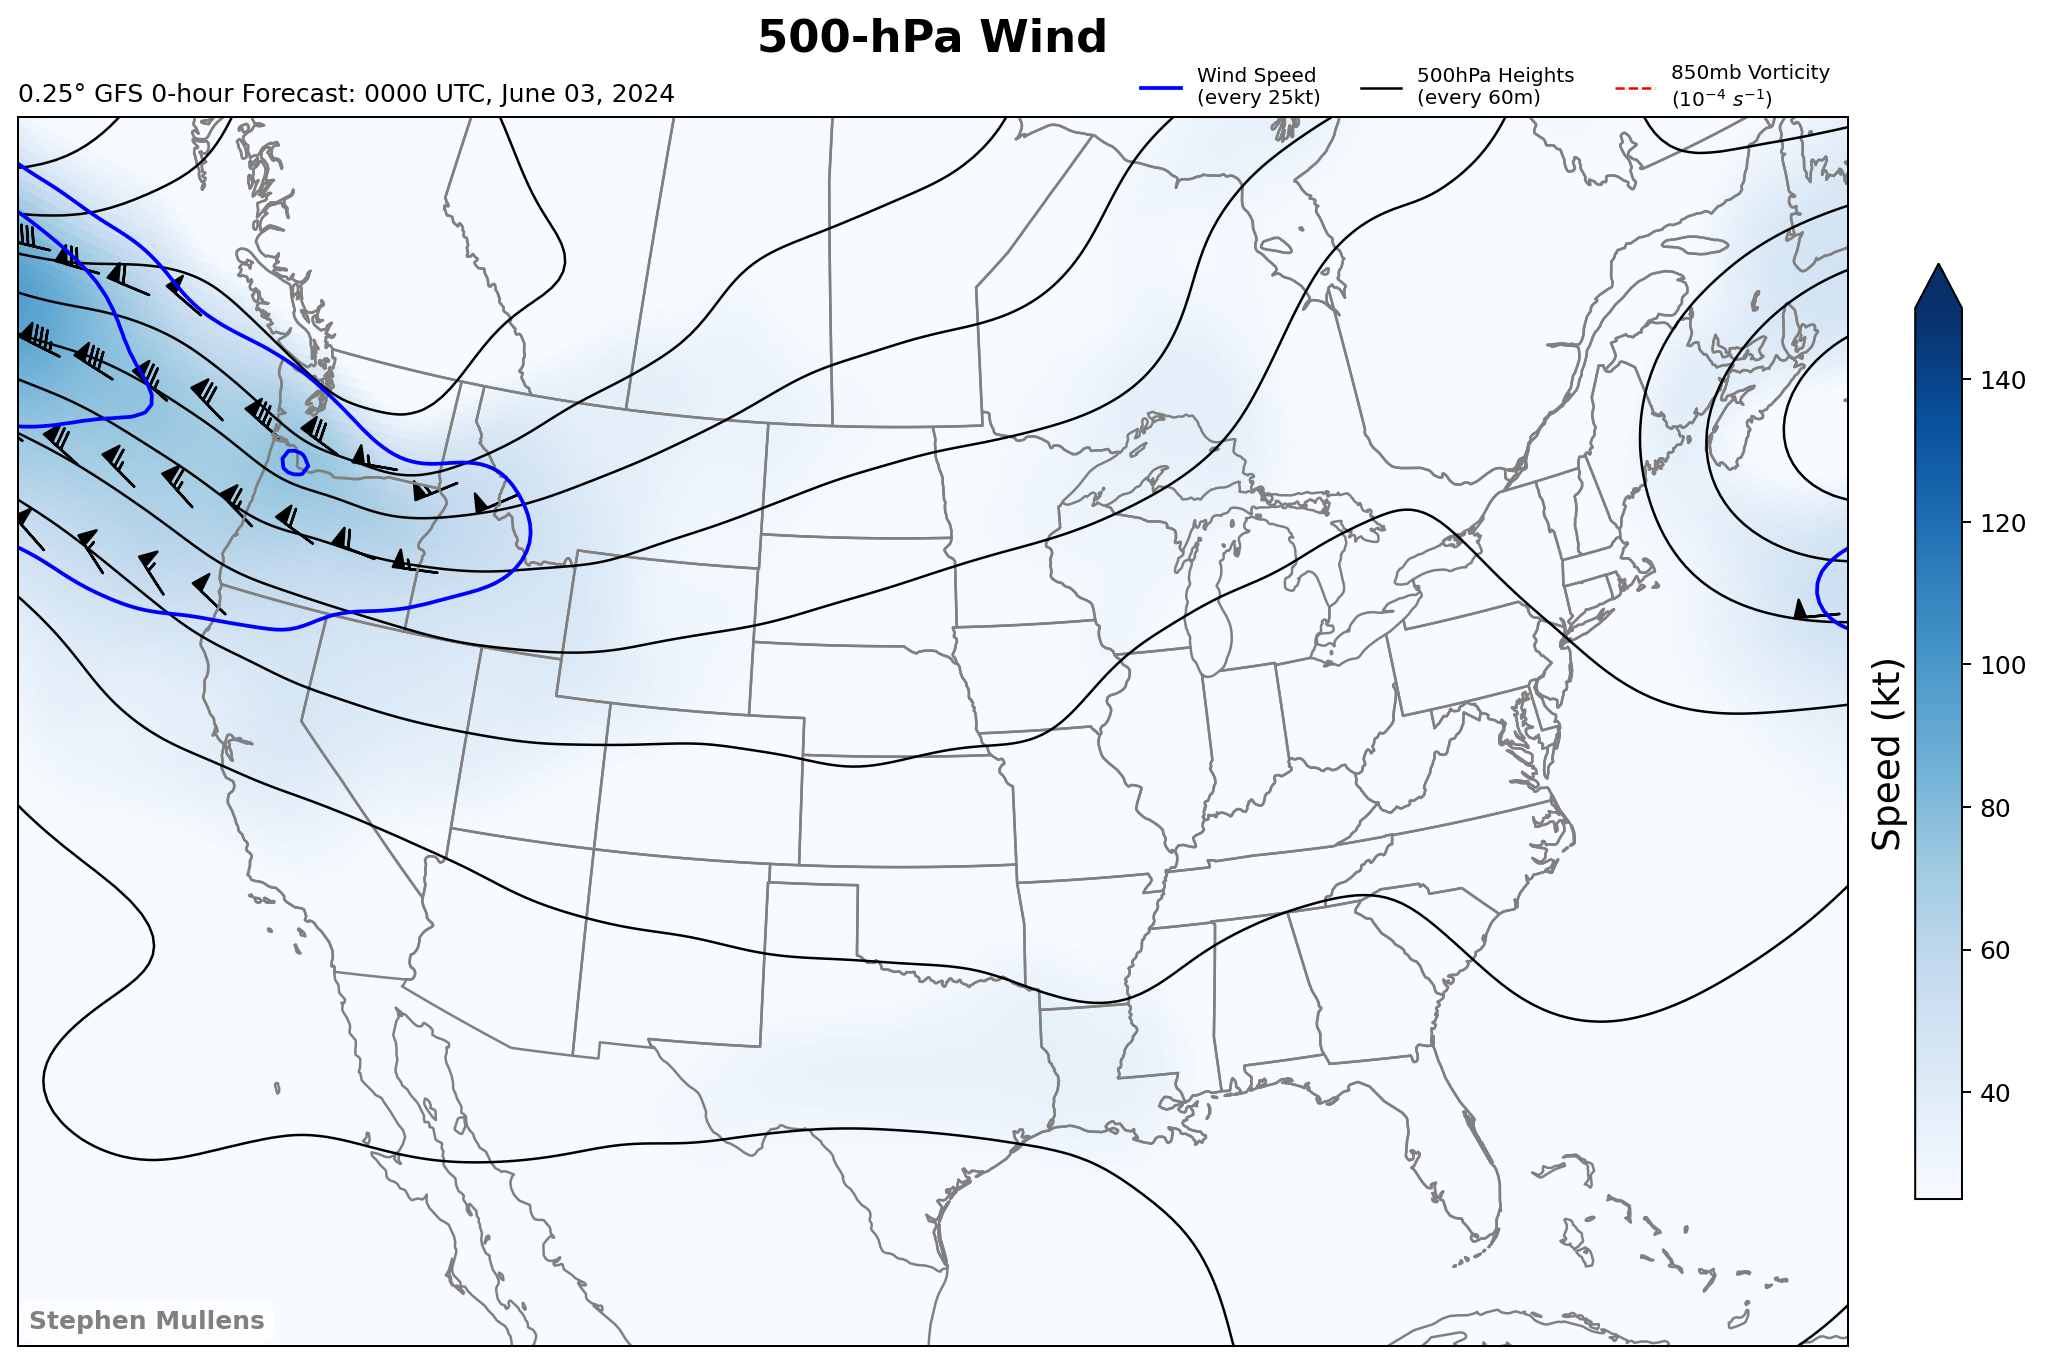 500-hPa Wind
0.25° GFS 0-hour Forecast: 0000 UTC, June 03, 2024
Wind Speed
(every 25kt)
500hPa Heights
(every 60m)
850mb Vorticity
(10⁻⁴ s⁻¹)
140
120
100
80
60
40
Speed (kt)
Stephen Mullens